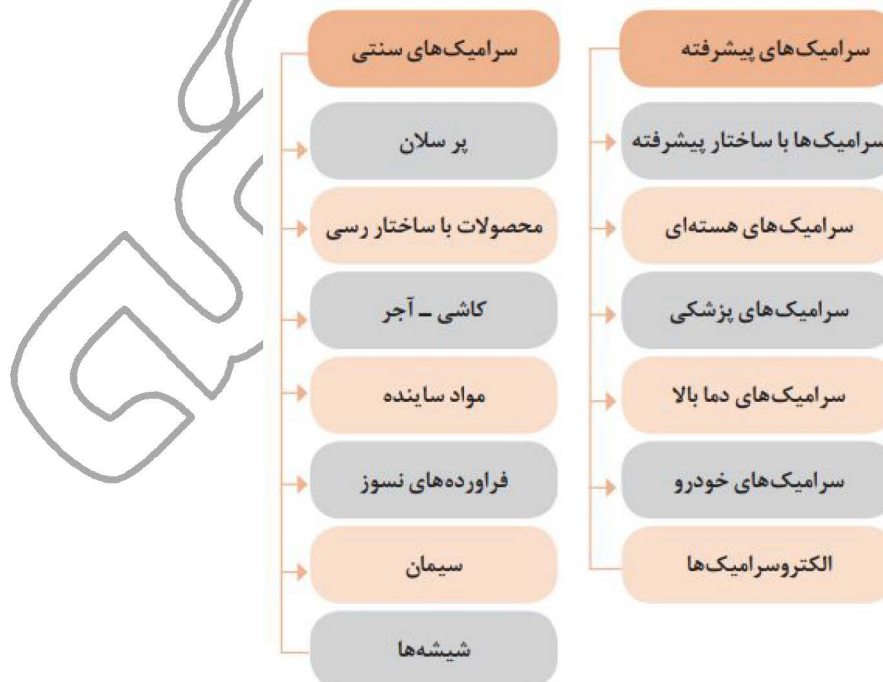 سرامیک‌های پیشرفته
سرامیک‌ها با ساختار پیشرفته
سرامیک‌های هسته‌ای
سرامیک‌های پزشکی
سرامیک‌های دما بالا
سرامیک‌های خودرو
الکتروسرامیک‌ها
سرامیک‌های سنتی
پر سلان
محصولات با ساختار رسی
کاشی ـ آجر
مواد ساینده
فراورده‌های نسوز
سیمان
شیشه‌ها